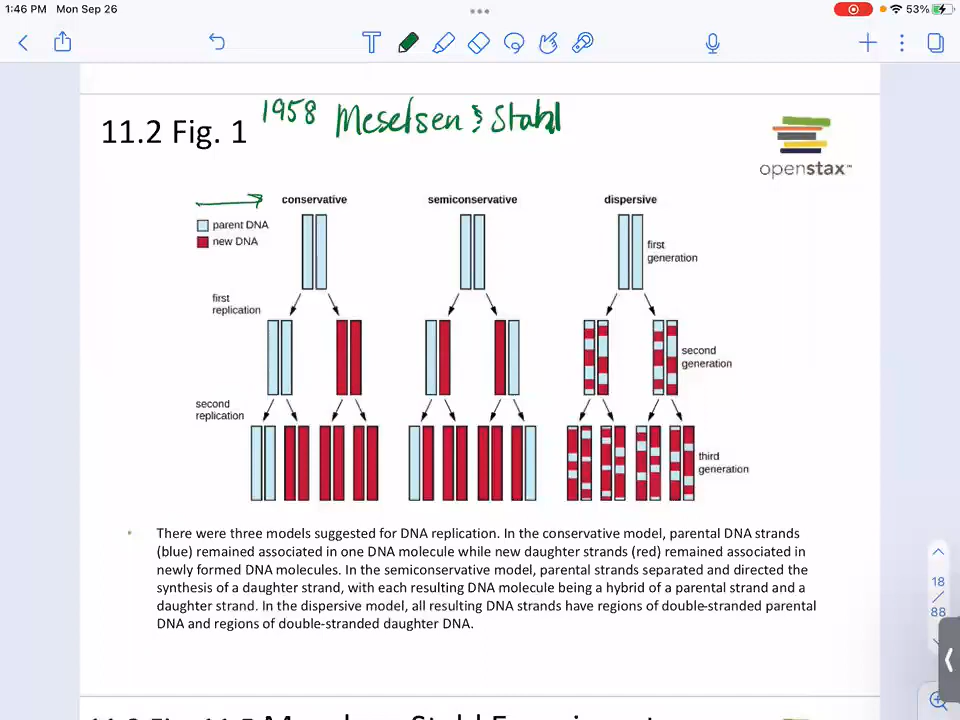 1:46 PM Mon Sep 26
53%
1958 Meselsen & Stahl
11.2 Fig. 1
openstax™
conservative
semiconservative
dispersive
parent DNA
new DNA
first
generation
first
replication
second
generation
second
replication
third
generation
• There were three models suggested for DNA replication. In the conservative model, parental DNA strands
(blue) remained associated in one DNA molecule while new daughter strands (red) remained associated in
newly formed DNA molecules. In the semiconservative model, parental strands separated and directed the
synthesis of a daughter strand, with each resulting DNA molecule being a hybrid of a parental strand and a
daughter strand. In the dispersive model, all resulting DNA strands have regions of double-stranded parental
DNA and regions of double-stranded daughter DNA.
18
/
88